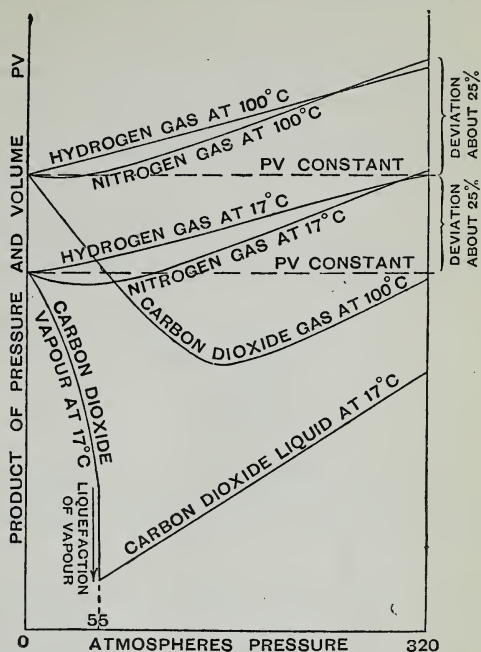 PRODUCT OF PRESSURE AND VOLUME PV
HYDROGEN GAS AT 100°C
NITROGEN GAS AT 100°C
PV CONSTANT
DEVIATION
ABOUT 25%
HYDROGEN GAS AT 17°C
NITROGEN GAS AT 17°C
PV CONSTANT
DEVIATION
ABOUT 25%
CARBON DIOXIDE GAS AT 100°C
CARBON DIOXIDE
VAPOUR AT 17°C
LIQUEFACTION
OF VAPOUR
CARBON DIOXIDE LIQUID AT 17°C
55
0 ATMOSPHERES PRESSURE 320